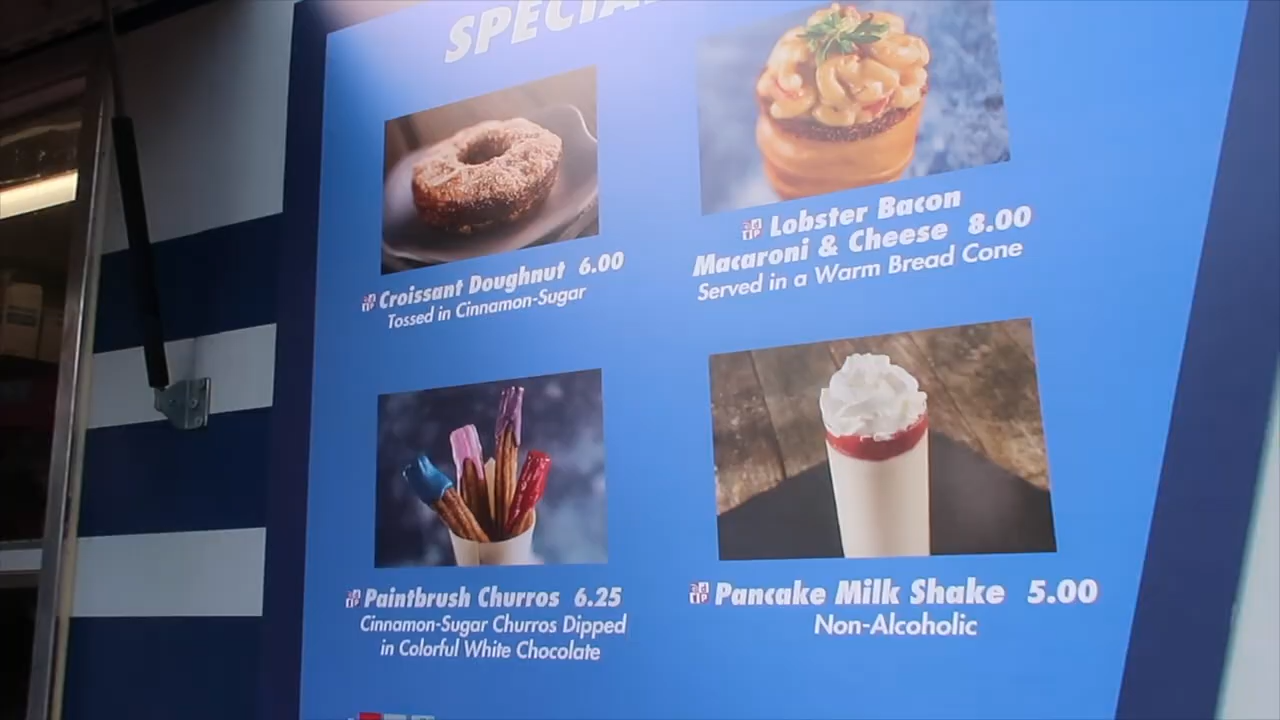 Croissant Doughnut 6.00
Tossed in Cinnamon-Sugar
Lobster Bacon
Macaroni & Cheese 8.00
Served in a Warm Bread Cone
Paintbrush Churros 6.25
Cinnamon-Sugar Churros Dipped
in Colorful White Chocolate
Pancake Milk Shake 5.00
Non-Alcoholic